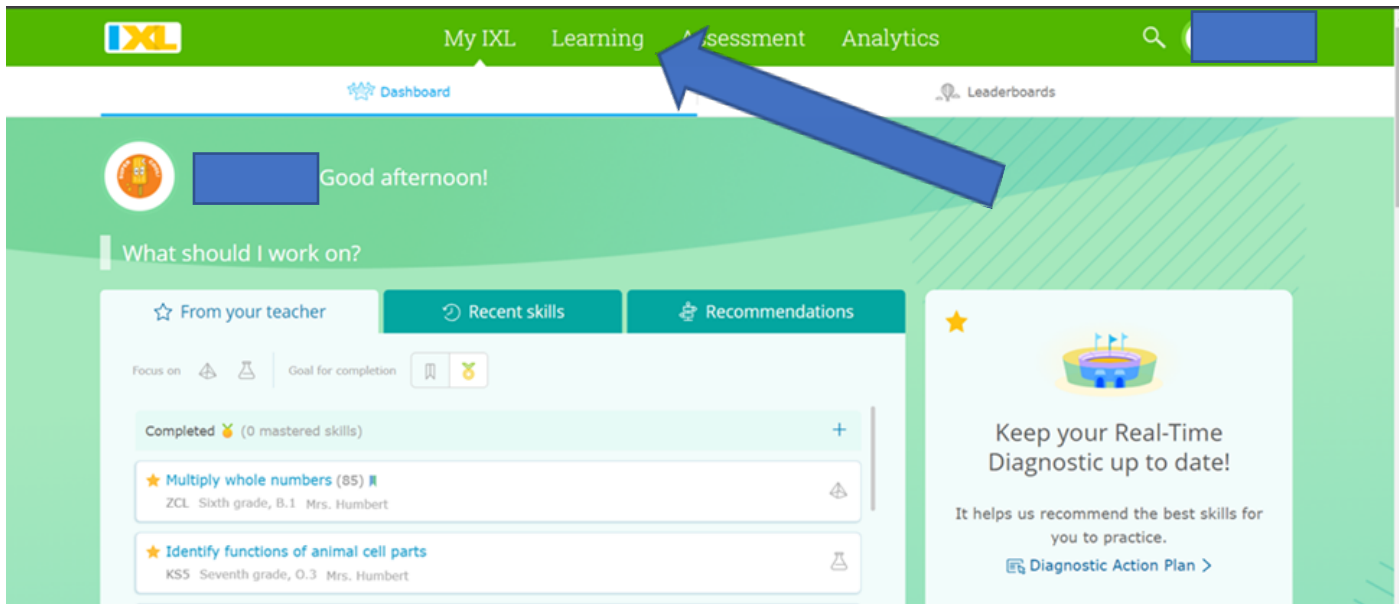 IXL My IXL Learning Assessment Analytics
Dashboard Leaderboards
Good afternoon!
What should I work on?
From your teacher Recent skills Recommendations
Focus on Goal for completion
Completed (0 mastered skills) +
Multiply whole numbers (85)
ZCL Sixth grade, B.1 Mrs. Humbert
Identify functions of animal cell parts
KS5 Seventh grade, O.3 Mrs. Humbert
Keep your Real-Time
Diagnostic up to date!
It helps us recommend the best skills for
you to practice.
Diagnostic Action Plan >